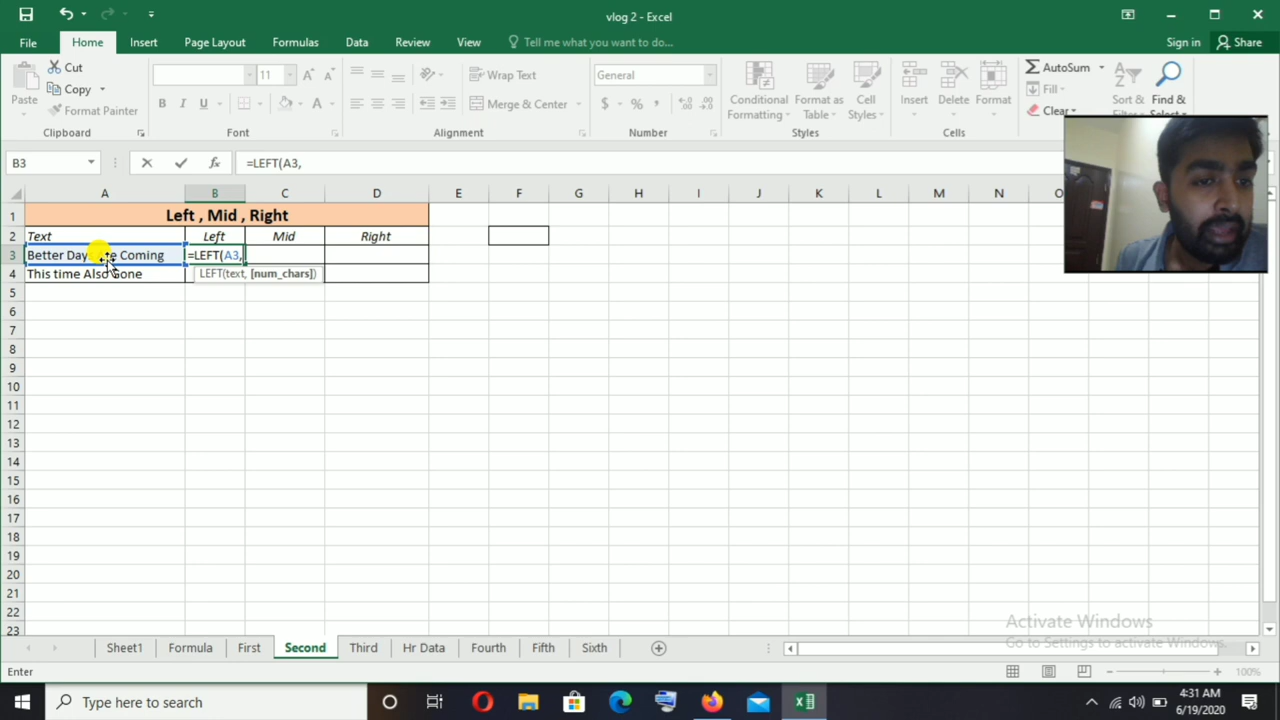 vlog 2 - Excel
File Home Insert Page Layout Formulas Data Review View Tell me what you want to do... Sign in Share
Cut
Copy
Format Painter
Paste
Clipboard
11
B I U
Font
Wrap Text
Merge & Center
Alignment
General
$ % ,
Number
Conditional Formatting
Format as Table
Cell Styles
Styles
Insert
Delete
Format
Cells
AutoSum
Fill
Clear
Sort &
Find & Select
B3 fx =LEFT(A3,
A B C D E F G H I J K L M N O
1 Left , Mid , Right
2 Text Left Mid Right
3 Better Day Coming =LEFT(A3,
4 This time Also Gone LEFT(text, [num_chars])
5
6
7
8
9
10
11
12
13
14
15
16
17
18
19
20
21
22
23
Activate Windows
Go to Settings to activate Windows.
Sheet1 Formula First Second Third Hr Data Fourth Fifth Sixth
Enter 100%
Type here to search
4:31 AM
6/19/2020